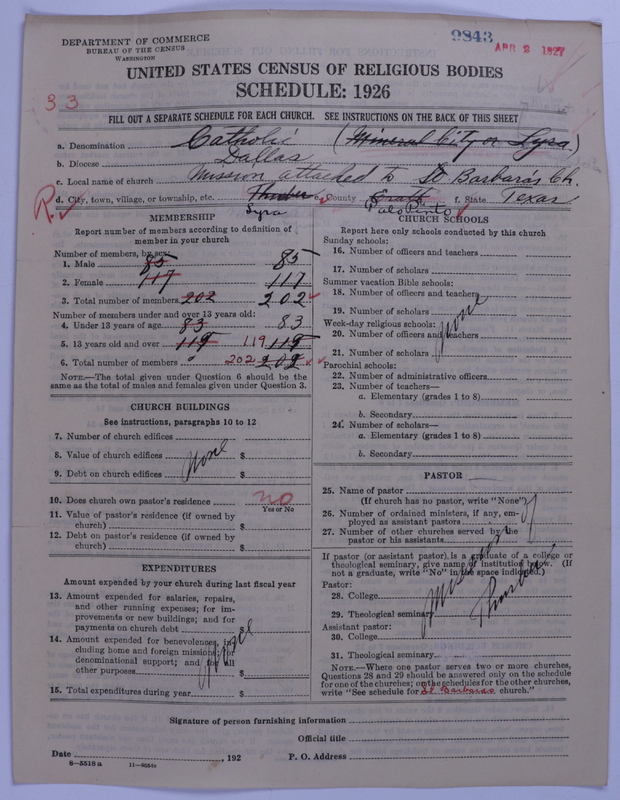 DEPARTMENT OF COMMERCE
BUREAU OF THE CENSUS
WASHINGTON
9843
APR 2 1927
UNITED STATES CENSUS OF RELIGIOUS BODIES
SCHEDULE: 1926
33
FILL OUT A SEPARATE SCHEDULE FOR EACH CHURCH. SEE INSTRUCTIONS ON THE BACK OF THIS SHEET
a. Denomination Catholic (Mineral City or Lyra)
b. Diocese Dallas
c. Local name of church Mission attached to St Barbara's Ch.
d. City, town, village, or township, etc. Thurber e. County Erath f. State Texas
R. Lyra Palo Pinto
MEMBERSHIP
Report number of members according to definition of member in your church
Number of members, by sex:
1. Male 85 85
2. Female 117 117
3. Total number of members 202 202
Number of members under and over 13 years old:
4. Under 13 years of age 83 83
5. 13 years old and over 119 119 119
6. Total number of members 202 202
NOTE.—The total given under Question 6 should be the
same as the total of males and females given under Question 3.
CHURCH BUILDINGS
See instructions, paragraphs 10 to 12
7. Number of church edifices
8. Value of church edifices None $
9. Debt on church edifices $
10. Does church own pastor's residence no
Yes or No
11. Value of pastor's residence (if owned by
church) $
12. Debt on pastor's residence (if owned by
church) $
EXPENDITURES
Amount expended by your church during last fiscal year
13. Amount expended for salaries, repairs,
and other running expenses; for im-
provements or new buildings; and for
payments on church debt $
14. Amount expended for benevolences, in-
cluding home and foreign missions; for
denominational support; and for all
other purposes $
None
15. Total expenditures during year $
CHURCH SCHOOLS
Report here only schools conducted by this church
Sunday schools:
16. Number of officers and teachers
17. Number of scholars
Summer vacation Bible schools:
18. Number of officers and teachers
19. Number of scholars
None
Week-day religious schools:
20. Number of officers and teachers
21. Number of scholars
Parochial schools:
22. Number of administrative officers
23. Number of teachers—
a. Elementary (grades 1 to 8)
b. Secondary
24. Number of scholars—
a. Elementary (grades 1 to 8)
b. Secondary
PASTOR
25. Name of pastor
(If church has no pastor, write "None")
26. Number of ordained ministers, if any, em-
ployed as assistant pastors
27. Number of other churches served by the
pastor or his assistants
If pastor (or assistant pastor) is a graduate of a college or
theological seminary, give name of institution below. (If
not a graduate, write "No" in the space indicated.)
Pastor:
28. College
29. Theological seminary
Mission of
Thurber
Assistant pastor:
30. College
31. Theological seminary
NOTE.—Where one pastor serves two or more churches,
Questions 28 and 29 should be answered only on the schedule
for one of the churches; on the schedules for the other churches,
write "See schedule for St Barbaras church."
Signature of person furnishing information
Official title
Date , 192 P. O. Address
8—5518 a 11—9664